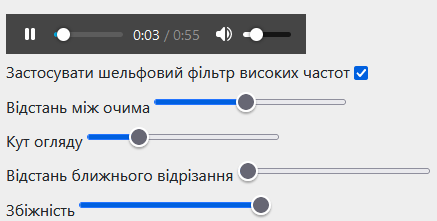 0:03 / 0:55
Застосувати шельфовий фільтр високих частот
Відстань між очима
Кут огляду
Відстань ближнього відрізання
Збіжність